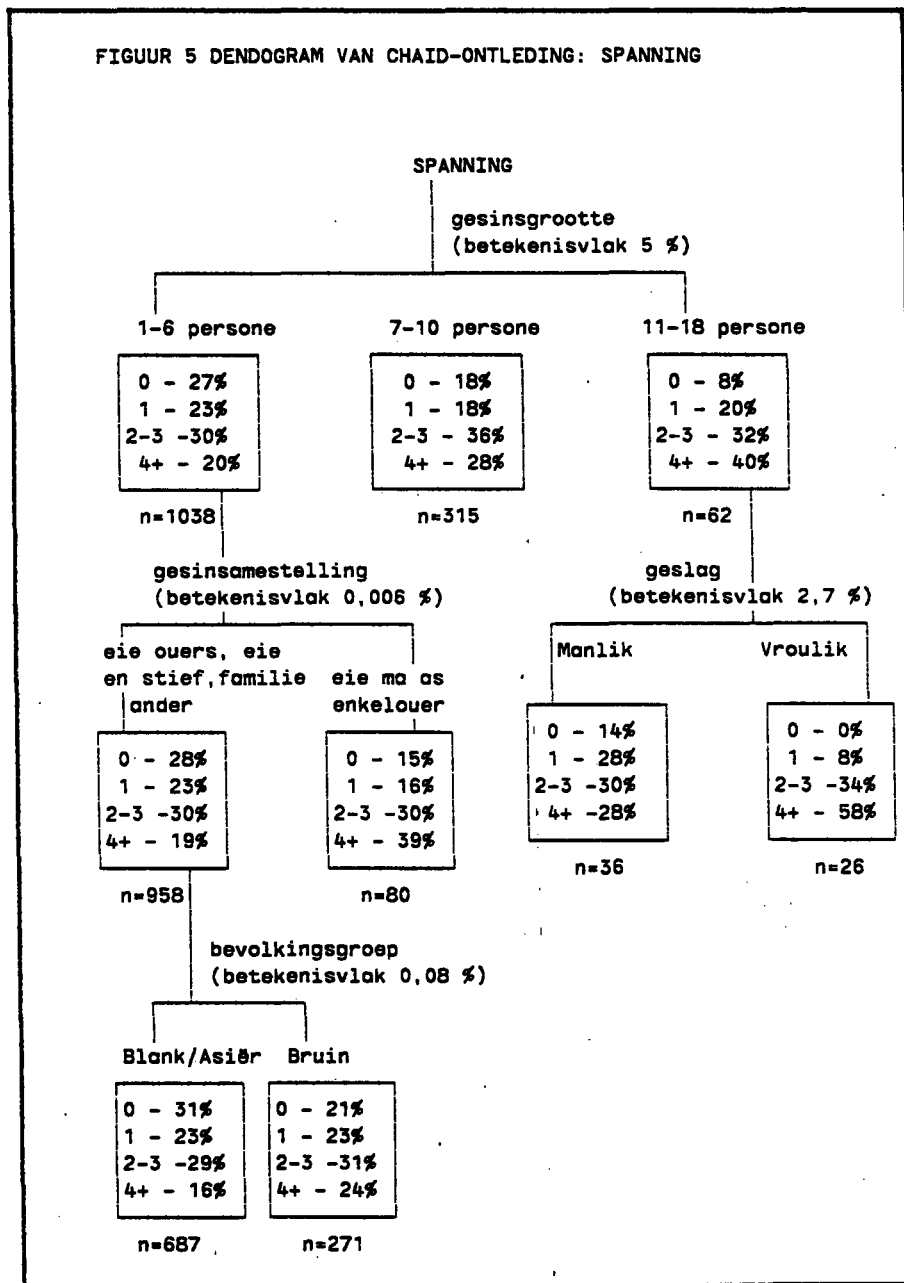 FIGUUR 5 DENDOGRAM VAN CHAID-ONTLEDING: SPANNING
SPANNING
gesinsgrootte
(betekenisvlak 5 %)
1-6 persone 7-10 persone 11-18 persone
0 - 27% 0 - 18% 0 - 8%
1 - 23% 1 - 18% 1 - 20%
2-3 -30% 2-3 - 36% 2-3 - 32%
4+ - 20% 4+ - 28% 4+ - 40%
n=1038 n=315 n=62
gesinsamestelling geslag
(betekenisvlak 0,006 %) (betekenisvlak 2,7 %)
eie ouers, eie Manlik Vroulik
en stief,familie eie ma as
ander enkelouer
0 - 28% 0 - 15% 0 - 14% 0 - 0%
1 - 23% 1 - 16% 1 - 28% 1 - 8%
2-3 -30% 2-3 -30% 2-3 -30% 2-3 -34%
4+ - 19% 4+ - 39% 4+ -28% 4+ - 58%
n=958 n=80 n=36 n=26
bevolkingsgroep
(betekenisvlak 0,08 %)
Blank/Asiër Bruin
0 - 31% 0 - 21%
1 - 23% 1 - 23%
2-3 -29% 2-3 -31%
4+ - 16% 4+ - 24%
n=687 n=271